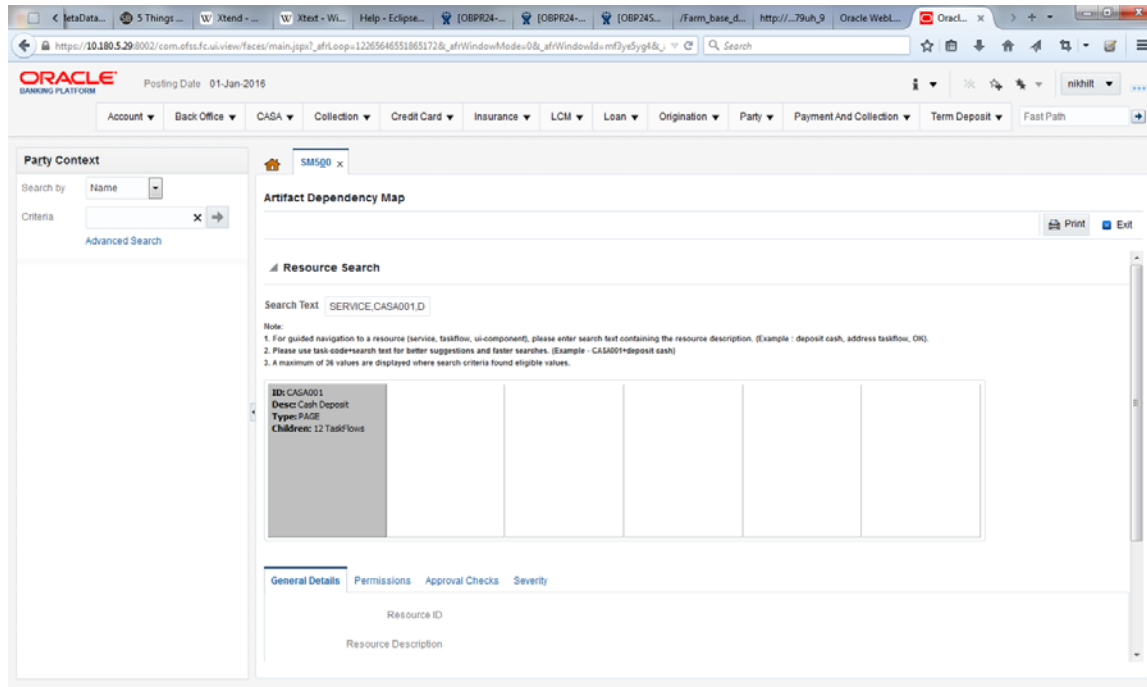 < letaData...
5 Things ...
Xtend - ...
Xtext - Wi...
Help - Eclipse...
[OBPR24-...
[OBPR24-...
[OBP24S...
/Farm_base_d...
http://...79uh_9
Oracle WebL...
Oracl... x
https://10.180.5.29:8002/com.ofss.fc.ui.view/faces/main.jspx?_afrLoop=12265646551865172&_afrWindowMode=0&_afrWindowId=mf3ye5yg4&_
Search
ORACLE
BANKING PLATFORM
Posting Date 01-Jan-2016
nikhilt
Account Back Office CASA Collection Credit Card Insurance LCM Loan Origination Party Payment And Collection Term Deposit Fast Path
Party Context
Search by Name
Criteria
Advanced Search
SM500 x
Artifact Dependency Map
Print Exit
Resource Search
Search Text SERVICE,CASA001,D
Note:
1. For guided navigation to a resource (service, taskflow, ui-component), please enter search text containing the resource description. (Example : deposit cash, address taskflow, OK).
2. Please use task-code+search text for better suggestions and faster searches. (Example - CASA001+deposit cash)
3. A maximum of 36 values are displayed where search criteria found eligible values.
ID: CASA001
Desc: Cash Deposit
Type: PAGE
Children: 12 TaskFlows
General Details Permissions Approval Checks Severity
Resource ID
Resource Description